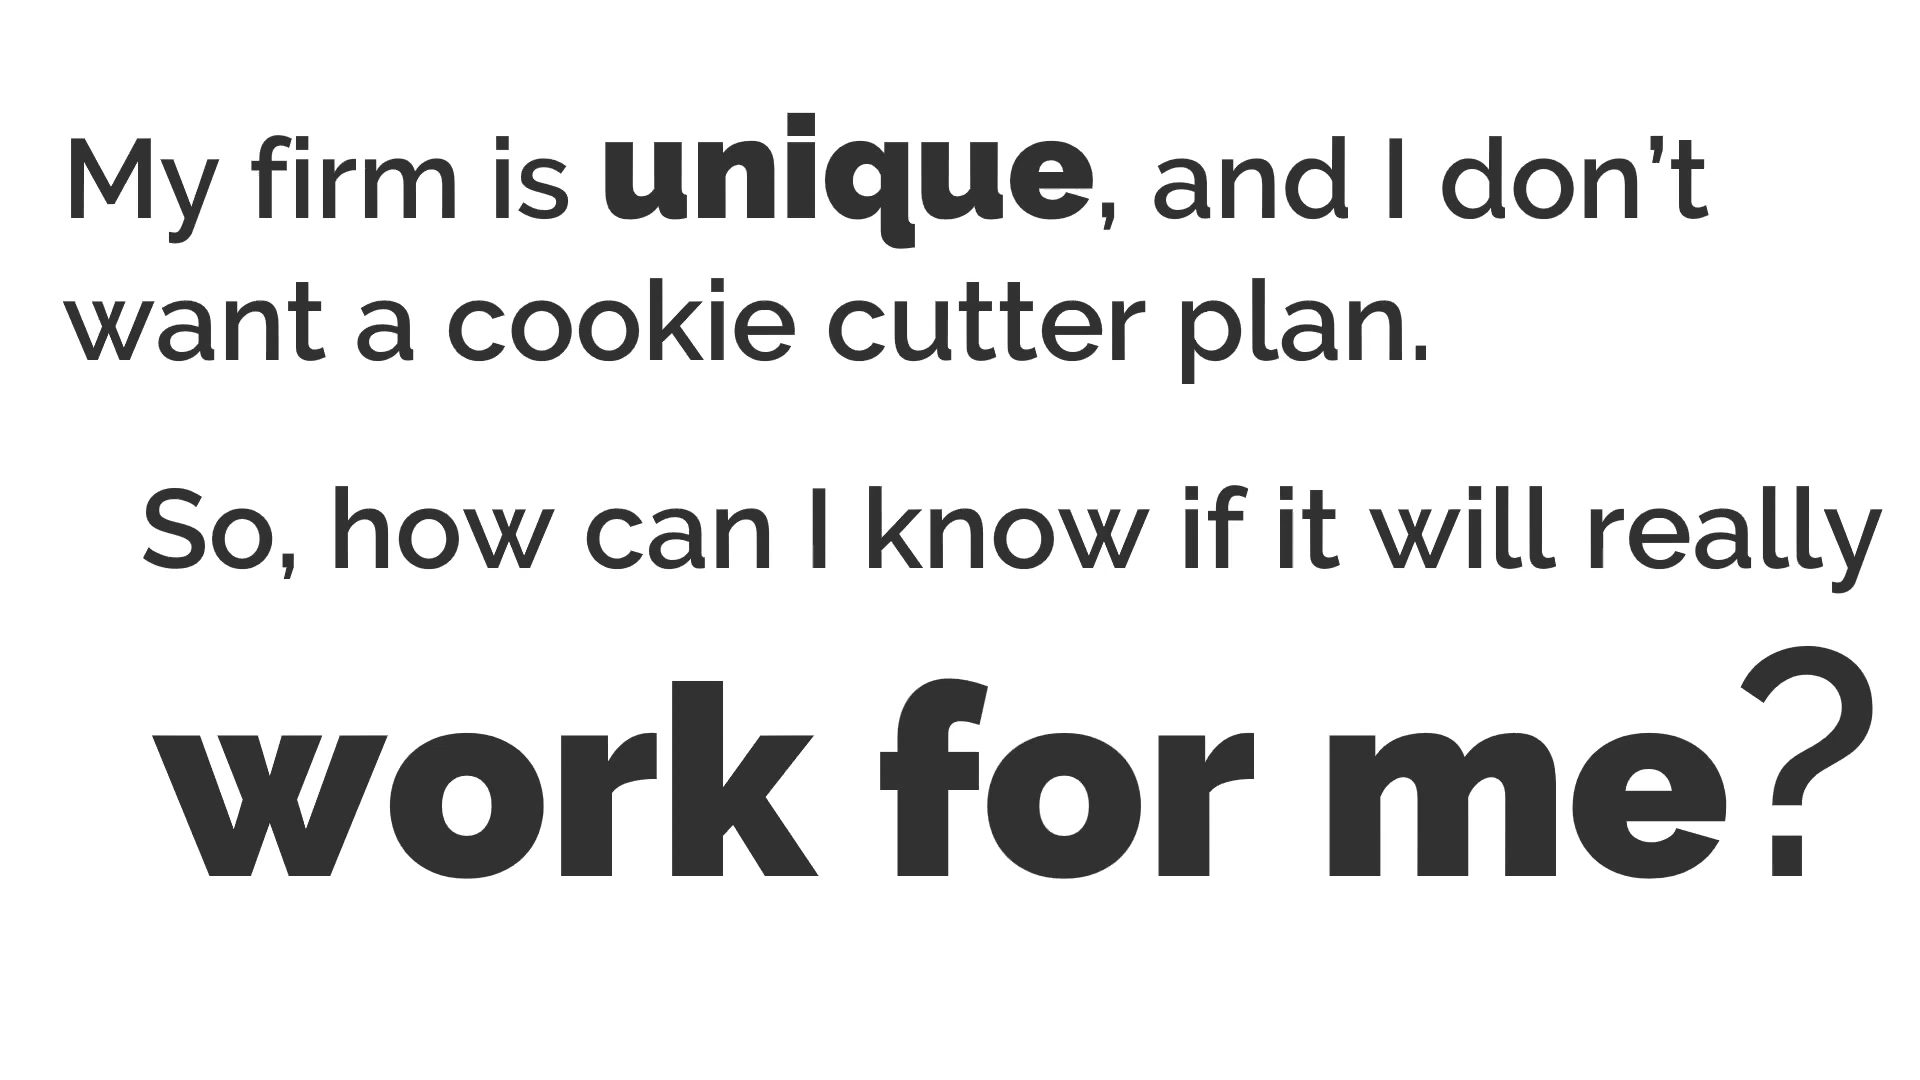 My firm is unique, and I don’t
want a cookie cutter plan.
So, how can I know if it will really
work for me?